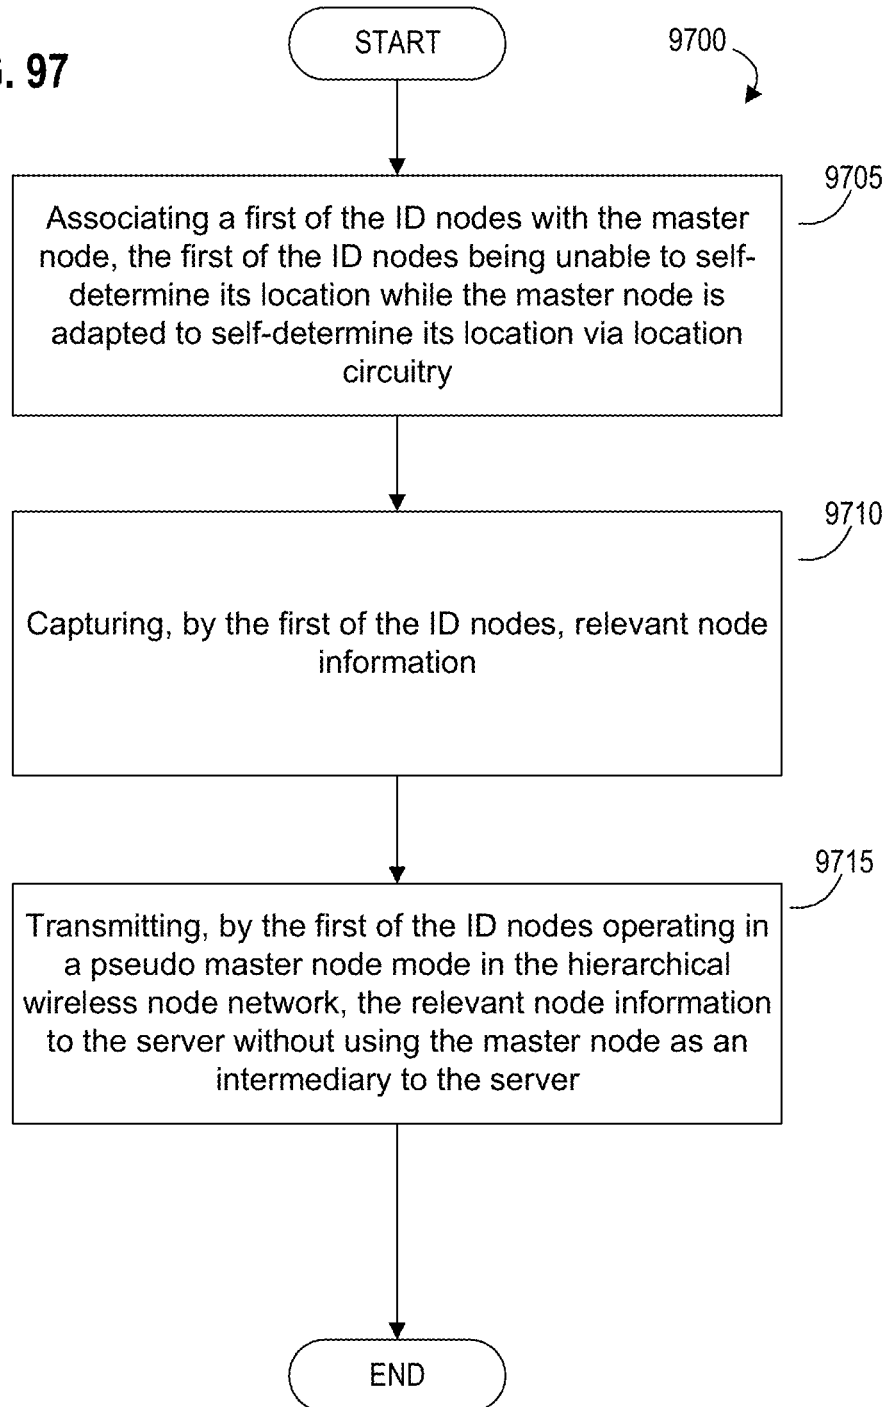 START
9700
. 97
9705
Associating a first of the ID nodes with the master
node, the first of the ID nodes being unable to self-
determine its location while the master node is
adapted to self-determine its location via location
circuitry
9710
Capturing, by the first of the ID nodes, relevant node
information
9715
Transmitting, by the first of the ID nodes operating in
a pseudo master node mode in the hierarchical
wireless node network, the relevant node information
to the server without using the master node as an
intermediary to the server
END